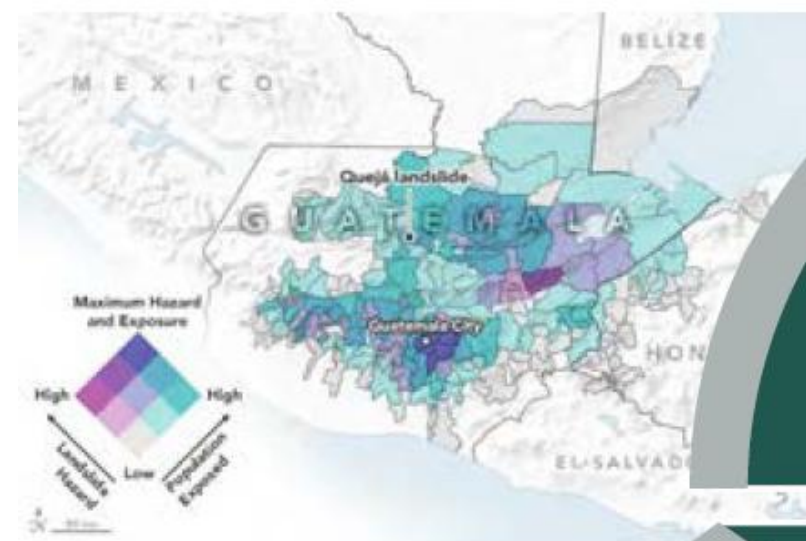 BELIZE
MEXICO
Quejá landslide
GUATEMALA
Maximum Hazard
and Exposure
Guatemala City
HON
High
High
Landslide
Hazard
Low
Population
Exposed
EL SALVADO
N